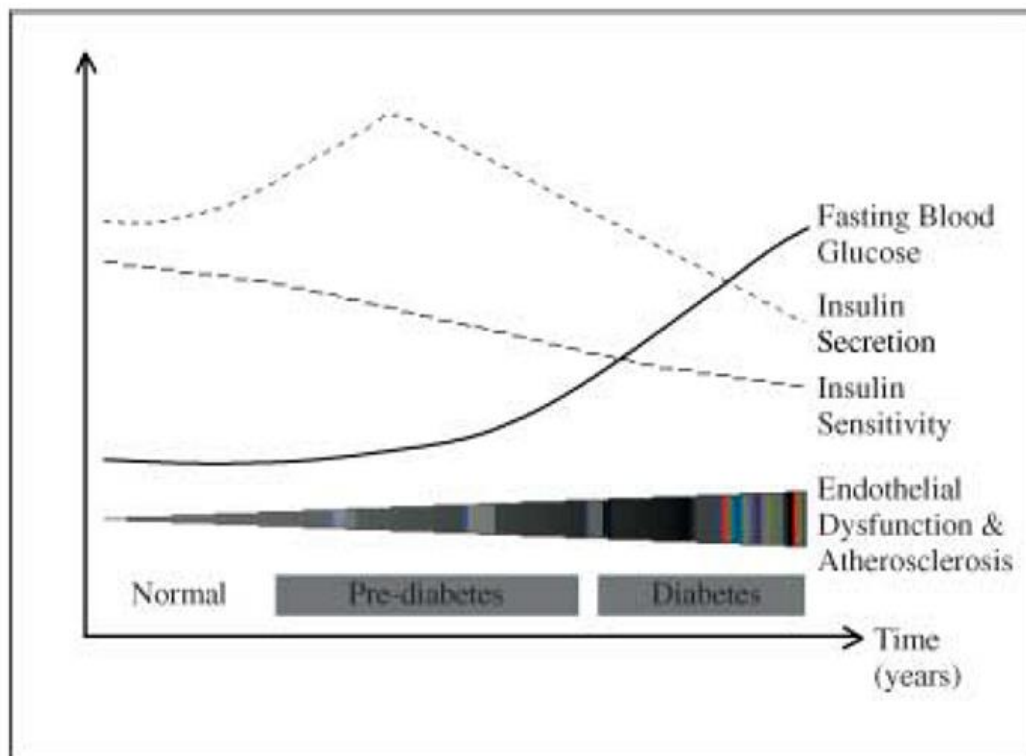 Fasting Blood
Glucose
Insulin
Secretion
Insulin
Sensitivity
Endothelial
Dysfunction &
Atherosclerosis
Normal
Pre-diabetes
Diabetes
Time
(years)